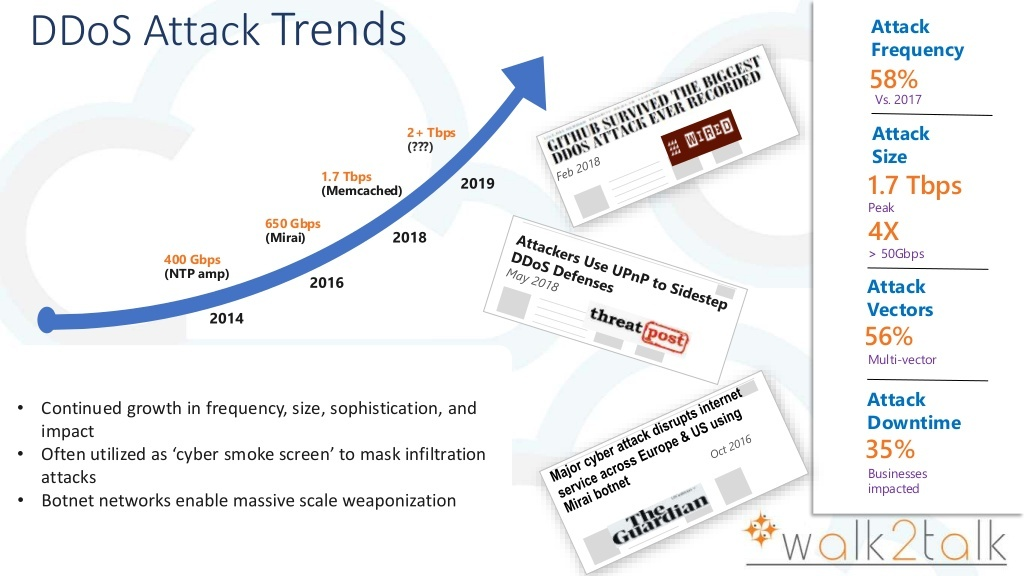 DDoS Attack Trends
2+ Tbps
(???)
1.7 Tbps
(Memcached)
2019
650 Gbps
(Mirai)
2018
400 Gbps
(NTP amp)
2016
2014
• Continued growth in frequency, size, sophistication, and
impact
• Often utilized as ‘cyber smoke screen’ to mask infiltration
attacks
• Botnet networks enable massive scale weaponization
GITHUB SURVIVED THE BIGGEST
DDOS ATTACK EVER RECORDED
WIRED
Feb 2018
Attackers Use UPnP to Sidestep
DDoS Defenses
May 2018
threat post
Major cyber attack disrupts internet
service across Europe & US using
Mirai botnet
Oct 2016
The
Guardian
Attack
Frequency
58%
Vs. 2017
Attack
Size
1.7 Tbps
Peak
4X
> 50Gbps
Attack
Vectors
56%
Multi-vector
Attack
Downtime
35%
Businesses
impacted
walk2talk